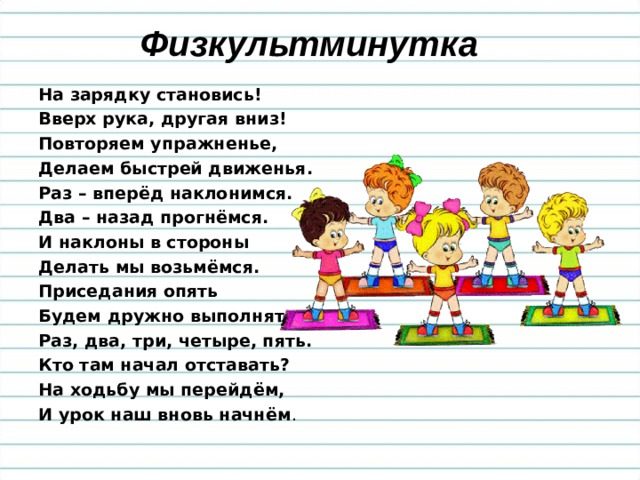 Физкультминутка
На зарядку становись!
Вверх рука, другая вниз!
Повторяем упражненье,
Делаем быстрей движенья.
Раз – вперёд наклонимся.
Два – назад прогнёмся.
И наклоны в стороны
Делать мы возьмёмся.
Приседания опять
Будем дружно выполнят
Раз, два, три, четыре, пять.
Кто там начал отставать?
На ходьбу мы перейдём,
И урок наш вновь начнём.